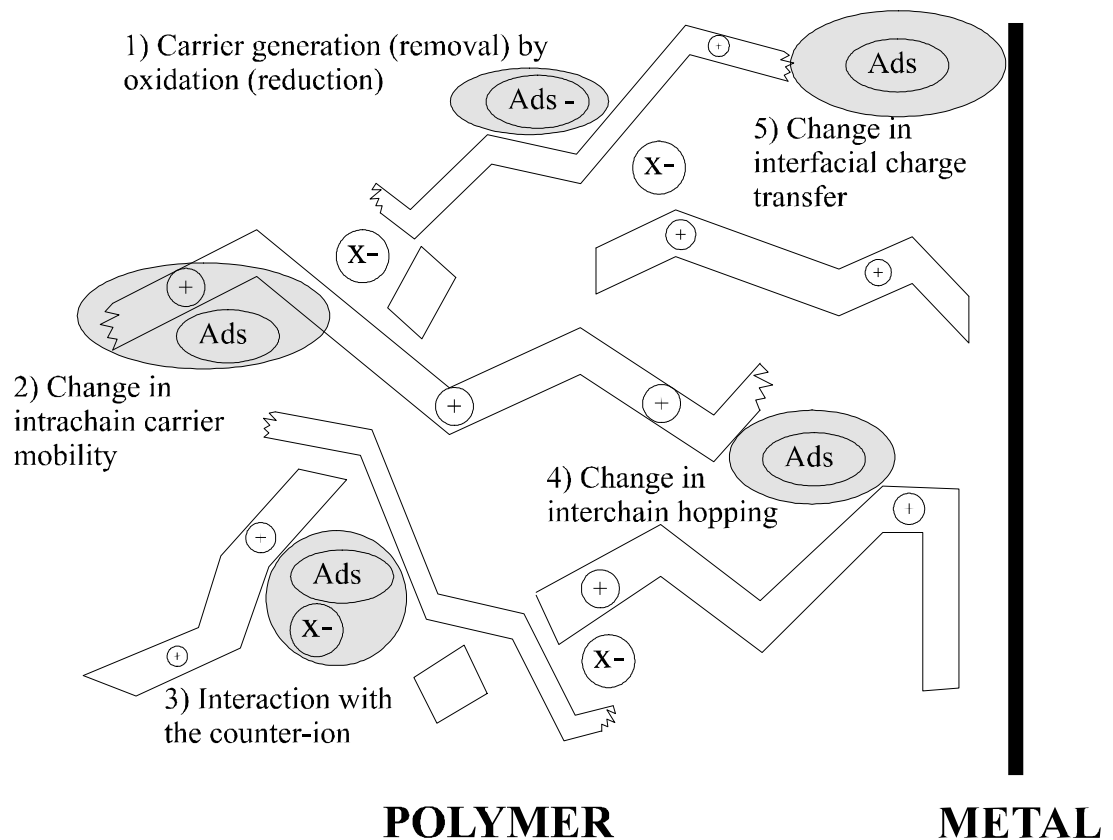 1) Carrier generation (removal) by
oxidation (reduction)
+
Ads
Ads -
5) Change in
interfacial charge
transfer
X-
X-
+
+
+
Ads
2) Change in
intrachain carrier
mobility
+
+
Ads
4) Change in
interchain hopping
+
+
Ads
X-
+
X-
+
3) Interaction with
the counter-ion
POLYMER METAL